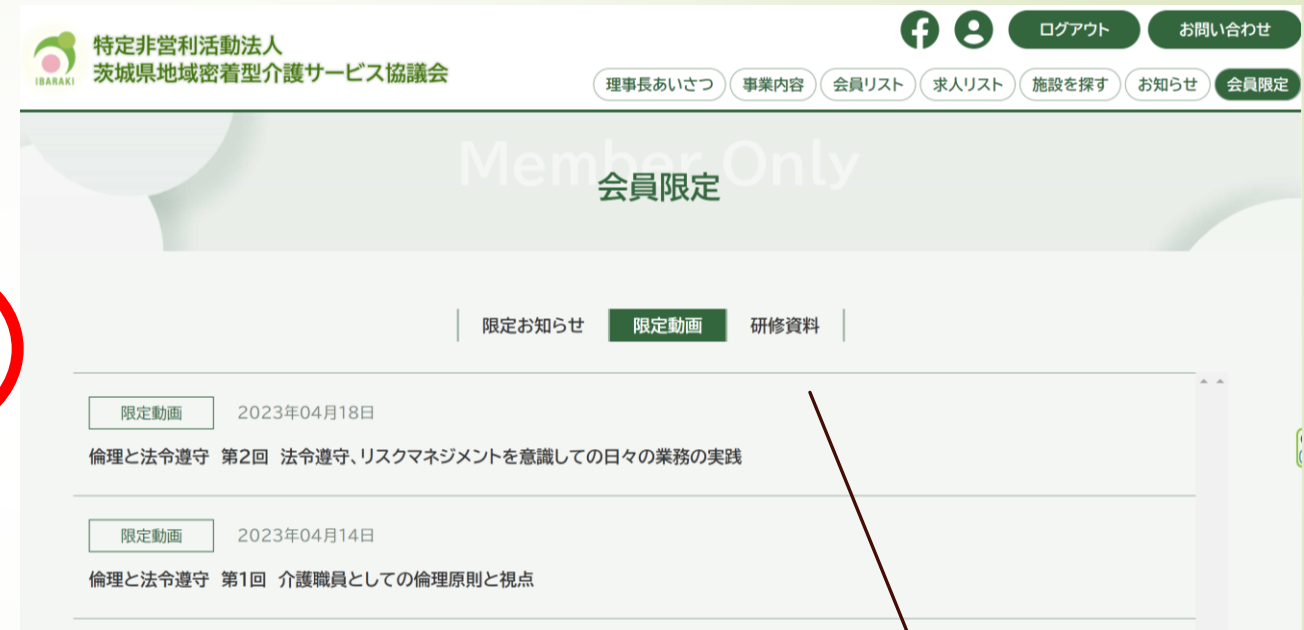 IBARAKI
特定非営利活動法人
茨城県地域密着型介護サービス協議会
ログアウト
お問い合わせ
理事長あいさつ
事業内容
会員リスト
求人リスト
施設を探す
お知らせ
会員限定
Member Only
会員限定
限定お知らせ
限定動画
研修資料
限定動画 2023年04月18日
倫理と法令遵守 第2回 法令遵守、リスクマネジメントを意識しての日々の業務の実践
限定動画 2023年04月14日
倫理と法令遵守 第1回 介護職員としての倫理原則と視点